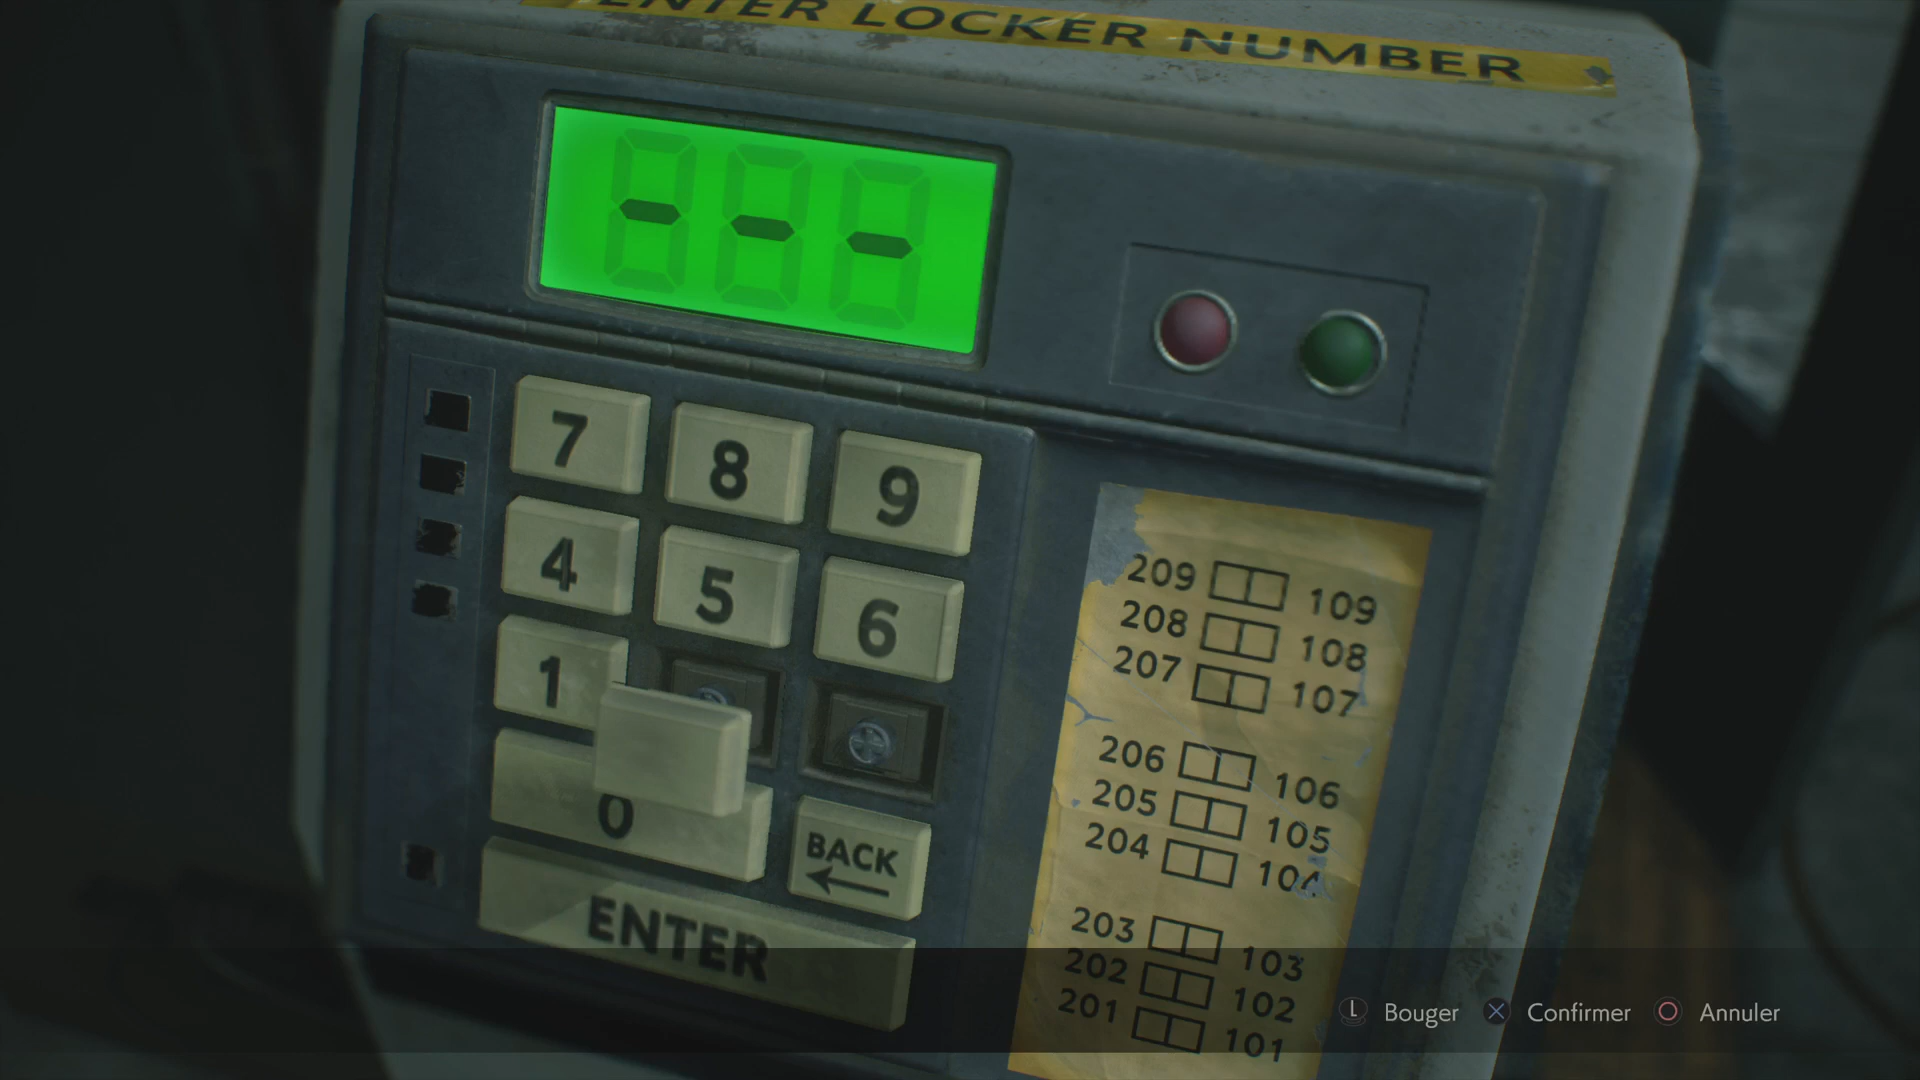 ENTER LOCKER NUMBER
7 8 9
4 5 6
1
0
BACK
ENTER
209 109
208 108
207 107
206 106
205 105
204 104
203 103
202 102
201 101
L Bouger Confirmer Annuler